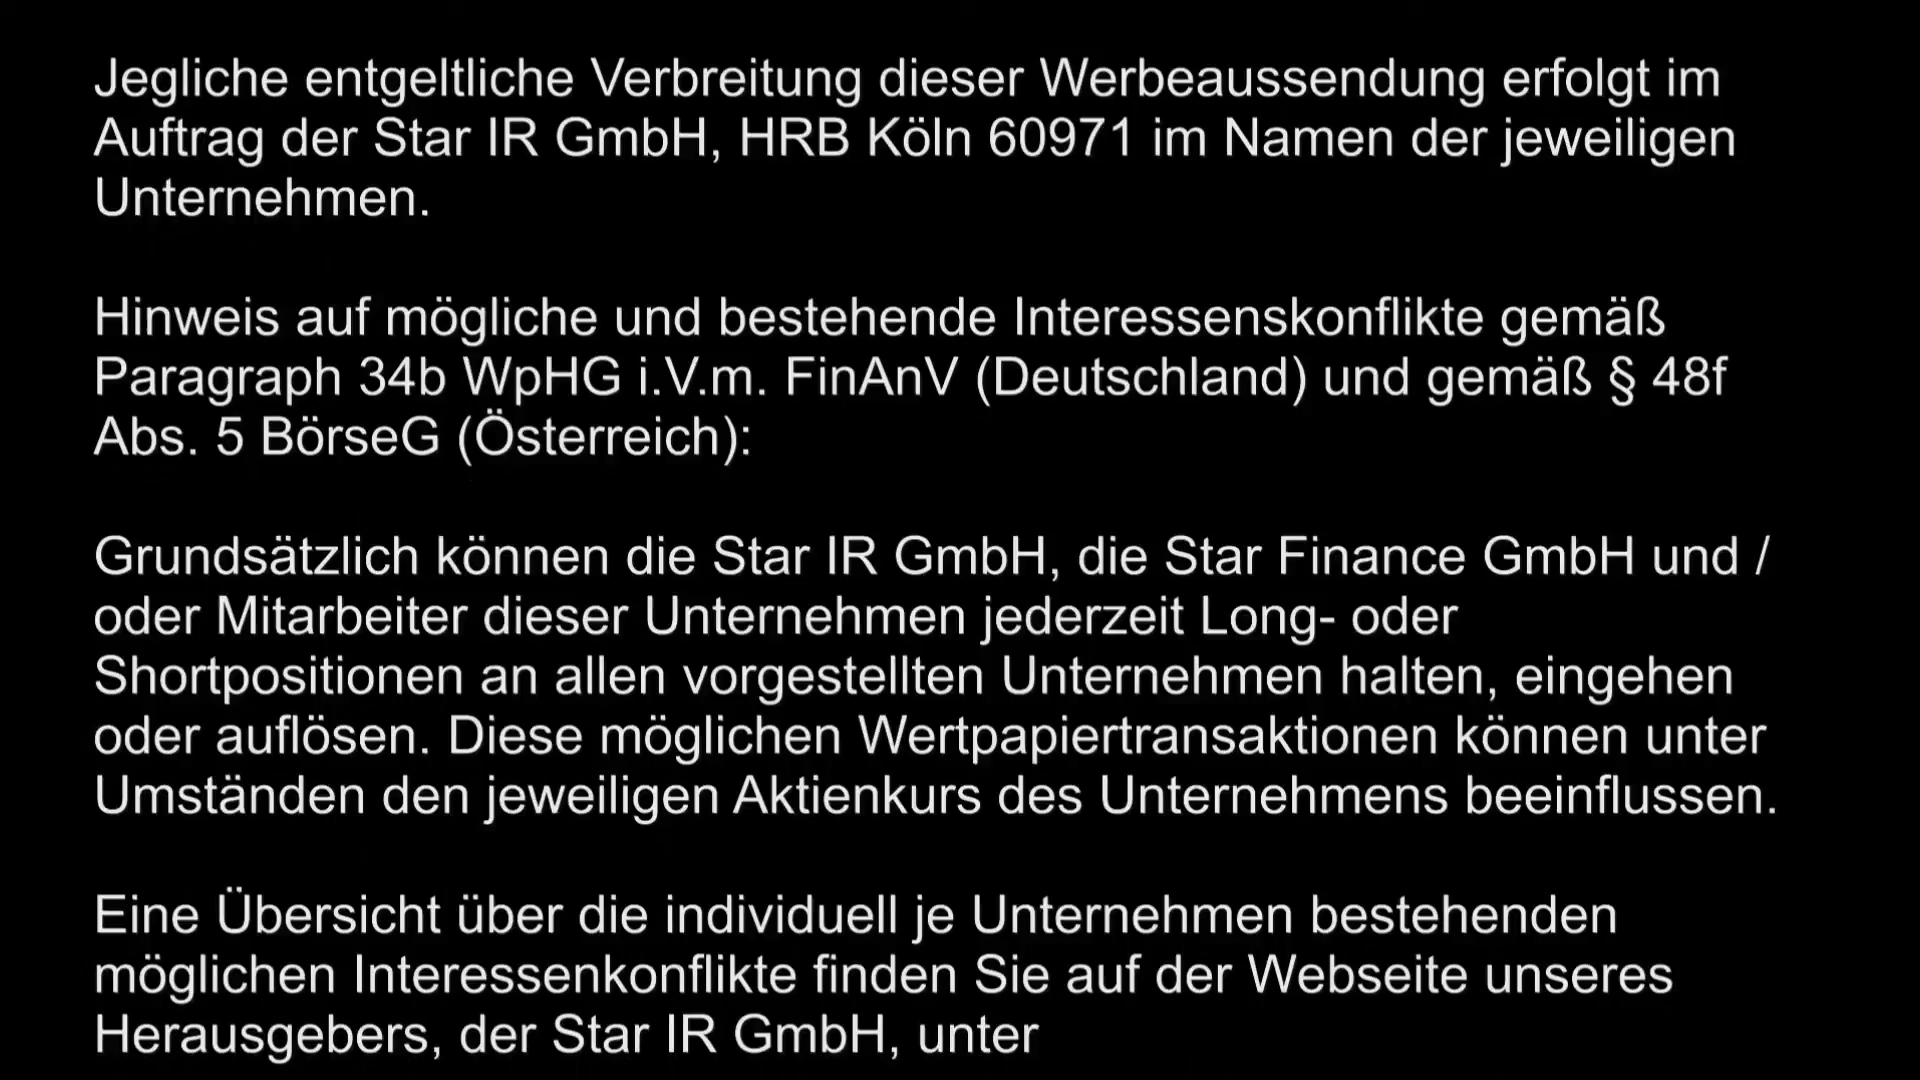 Jegliche entgeltliche Verbreitung dieser Werbeaussendung erfolgt im
Auftrag der Star IR GmbH, HRB Köln 60971 im Namen der jeweiligen
Unternehmen.
Hinweis auf mögliche und bestehende Interessenskonflikte gemäß
Paragraph 34b WpHG i.V.m. FinAnV (Deutschland) und gemäß § 48f
Abs. 5 BörseG (Österreich):
Grundsätzlich können die Star IR GmbH, die Star Finance GmbH und /
oder Mitarbeiter dieser Unternehmen jederzeit Long- oder
Shortpositionen an allen vorgestellten Unternehmen halten, eingehen
oder auflösen. Diese möglichen Wertpapiertransaktionen können unter
Umständen den jeweiligen Aktienkurs des Unternehmens beeinflussen.
Eine Übersicht über die individuell je Unternehmen bestehenden
möglichen Interessenkonflikte finden Sie auf der Webseite unseres
Herausgebers, der Star IR GmbH, unter